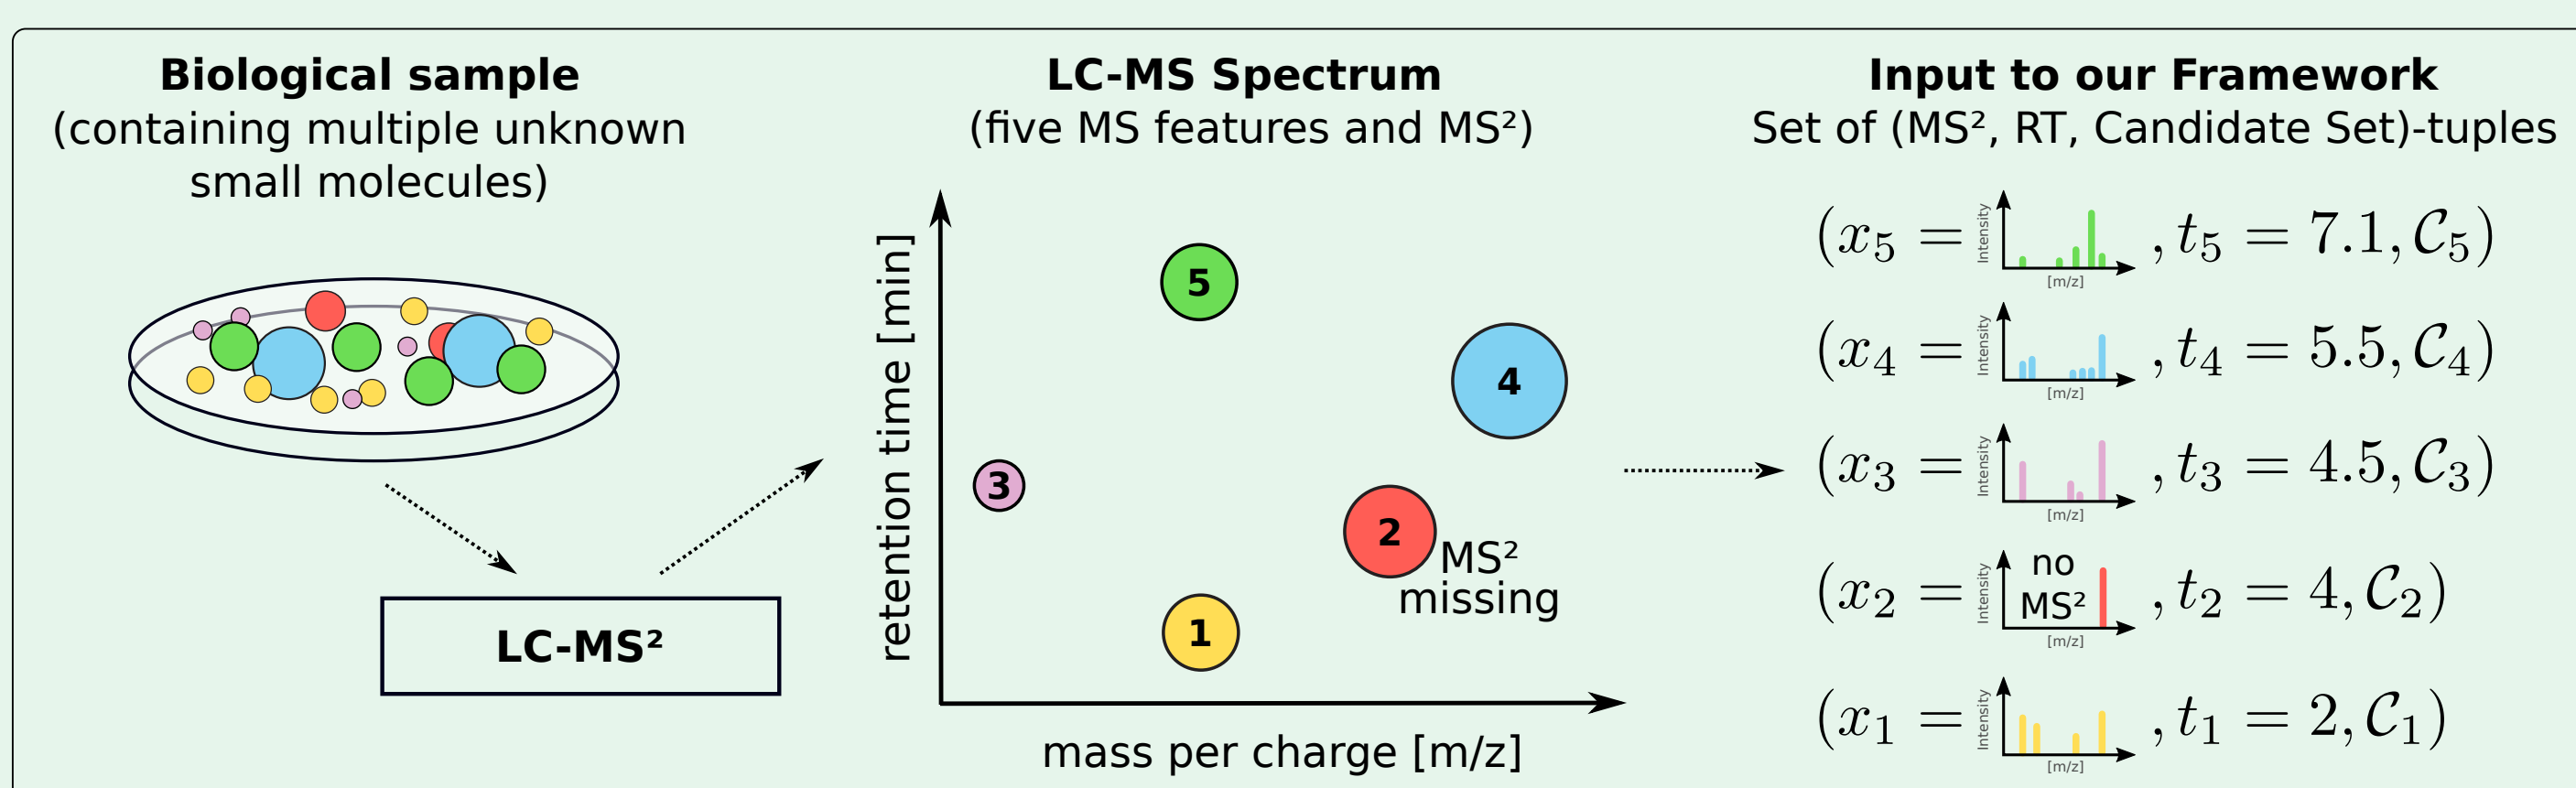 Biological sample
(containing multiple unknown
small molecules)
LC-MS²
LC-MS Spectrum
(five MS features and MS²)
retention time [min]
5
4
3
2
MS²
missing
1
mass per charge [m/z]
Input to our Framework
Set of (MS², RT, Candidate Set)-tuples
(x₅ = , t₅ = 7.1, 𝒞₅)
Intensity
[m/z]
(x₄ = , t₄ = 5.5, 𝒞₄)
Intensity
[m/z]
(x₃ = , t₃ = 4.5, 𝒞₃)
Intensity
[m/z]
(x₂ = , t₂ = 4, 𝒞₂)
Intensity
no
MS²
[m/z]
(x₁ = , t₁ = 2, 𝒞₁)
Intensity
[m/z]